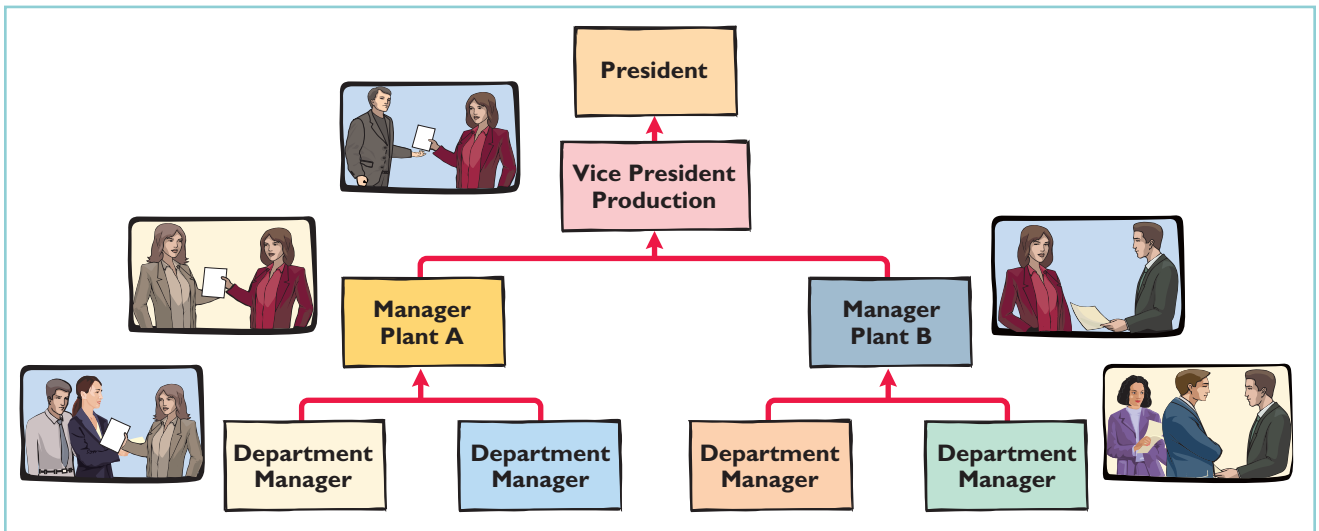 President
Vice President
Production
Manager
Plant A
Manager
Plant B
Department
Manager
Department
Manager
Department
Manager
Department
Manager